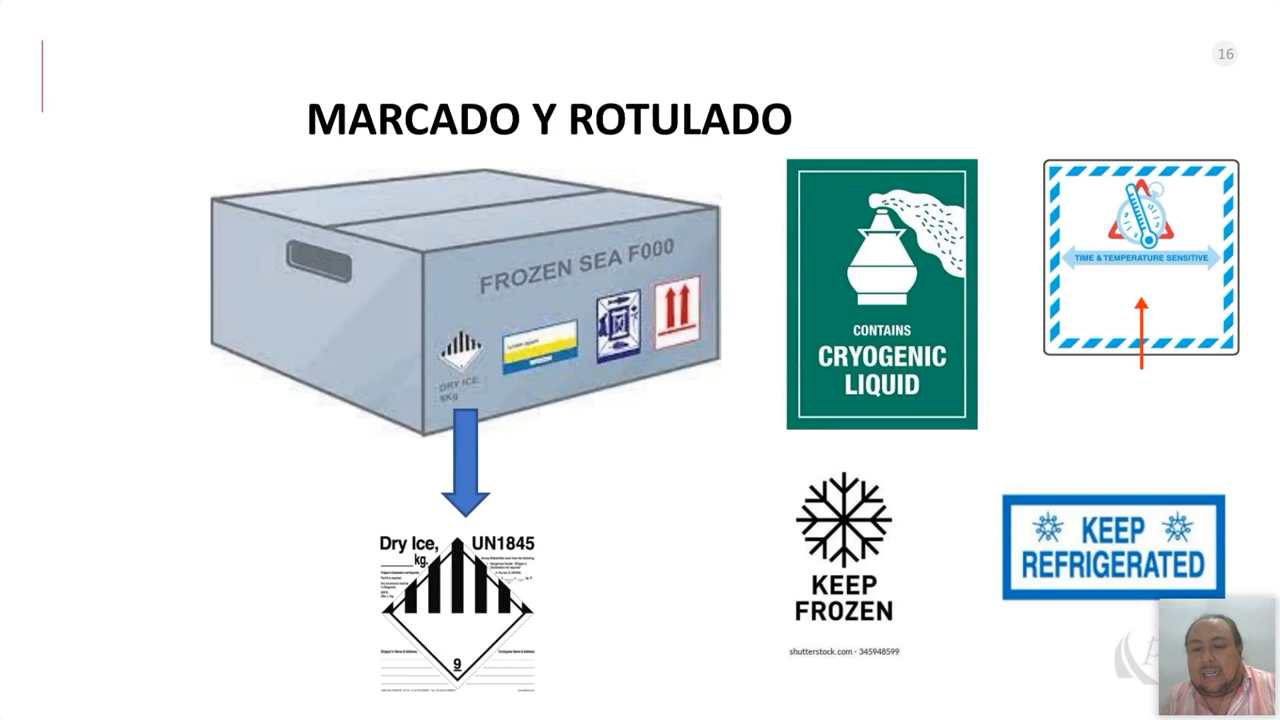 16
MARCADO Y ROTULADO
FROZEN SEA F000
DRY ICE
6Kg
CONTAINS
CRYOGENIC
LIQUID
TIME & TEMPERATURE SENSITIVE
Dry Ice, UN1845
kg.
9
KEEP
FROZEN
shutterstock.com · 345948599
KEEP
REFRIGERATED